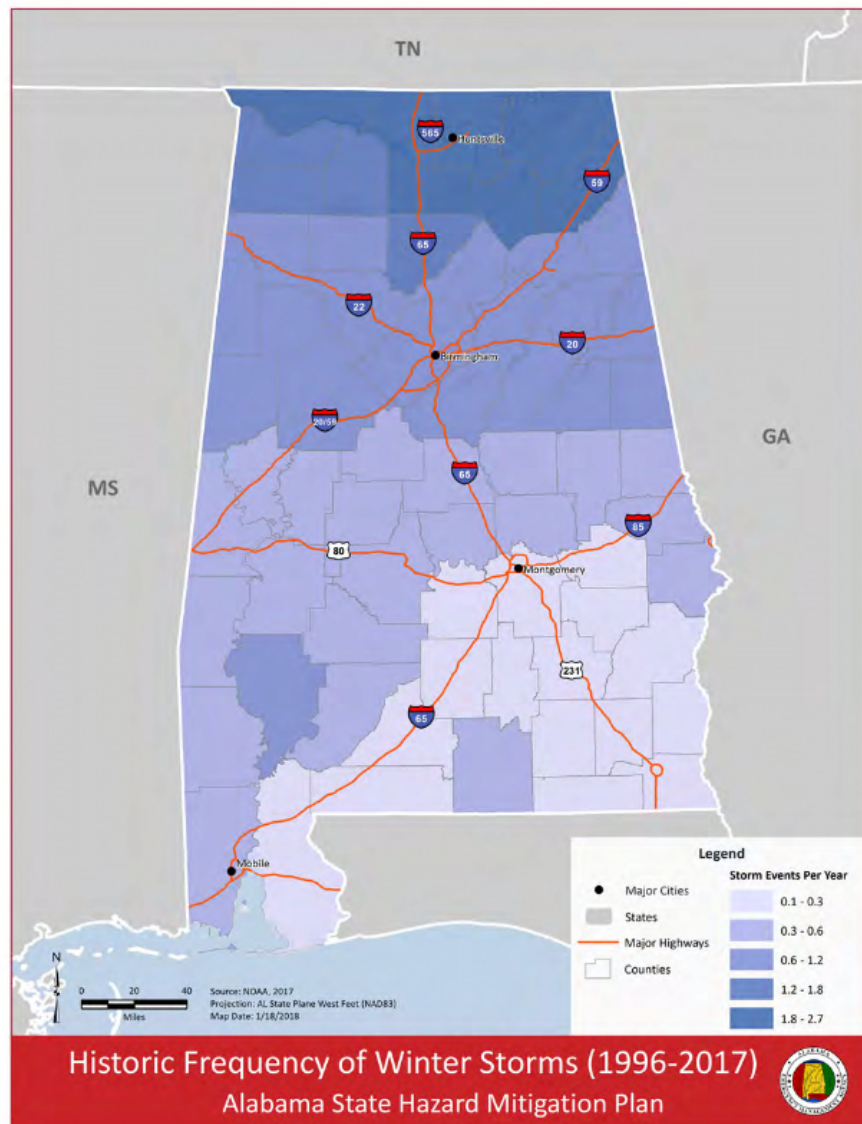 TN
565
Huntsville
59
65
22
20
Birmingham
20/59
GA
MS
65
85
80
Montgomery
231
65
Mobile
Legend
Storm Events Per Year
Major Cities
States
Major Highways
Counties
0.1 - 0.3
0.3 - 0.6
0.6 - 1.2
1.2 - 1.8
1.8 - 2.7
N
0 20 40
Miles
Source: NOAA, 2017
Projection: AL State Plane West Feet (NAD83)
Map Date: 1/18/2018
Historic Frequency of Winter Storms (1996-2017)
Alabama State Hazard Mitigation Plan
ALABAMA